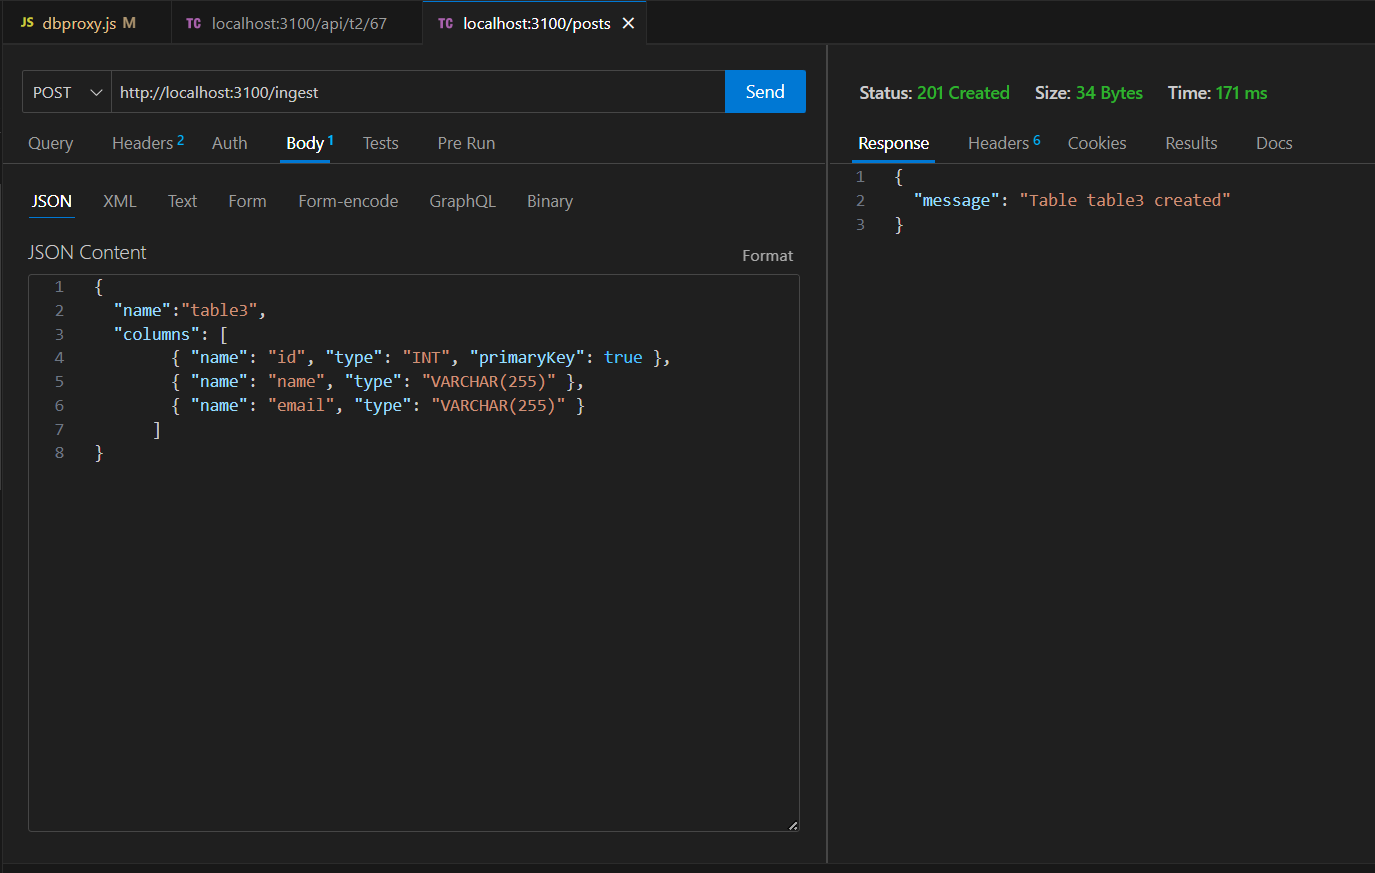 JS dbproxy.js M TC localhost:3100/api/t2/67 TC localhost:3100/posts ✕
POST http://localhost:3100/ingest Send
Query Headers 2 Auth Body 1 Tests Pre Run
JSON XML Text Form Form-encode GraphQL Binary
JSON Content Format
1 {
2 "name":"table3",
3 "columns": [
4 { "name": "id", "type": "INT", "primaryKey": true },
5 { "name": "name", "type": "VARCHAR(255)" },
6 { "name": "email", "type": "VARCHAR(255)" }
7 ]
8 }
Status: 201 Created Size: 34 Bytes Time: 171 ms
Response Headers 6 Cookies Results Docs
1 {
2 "message": "Table table3 created"
3 }